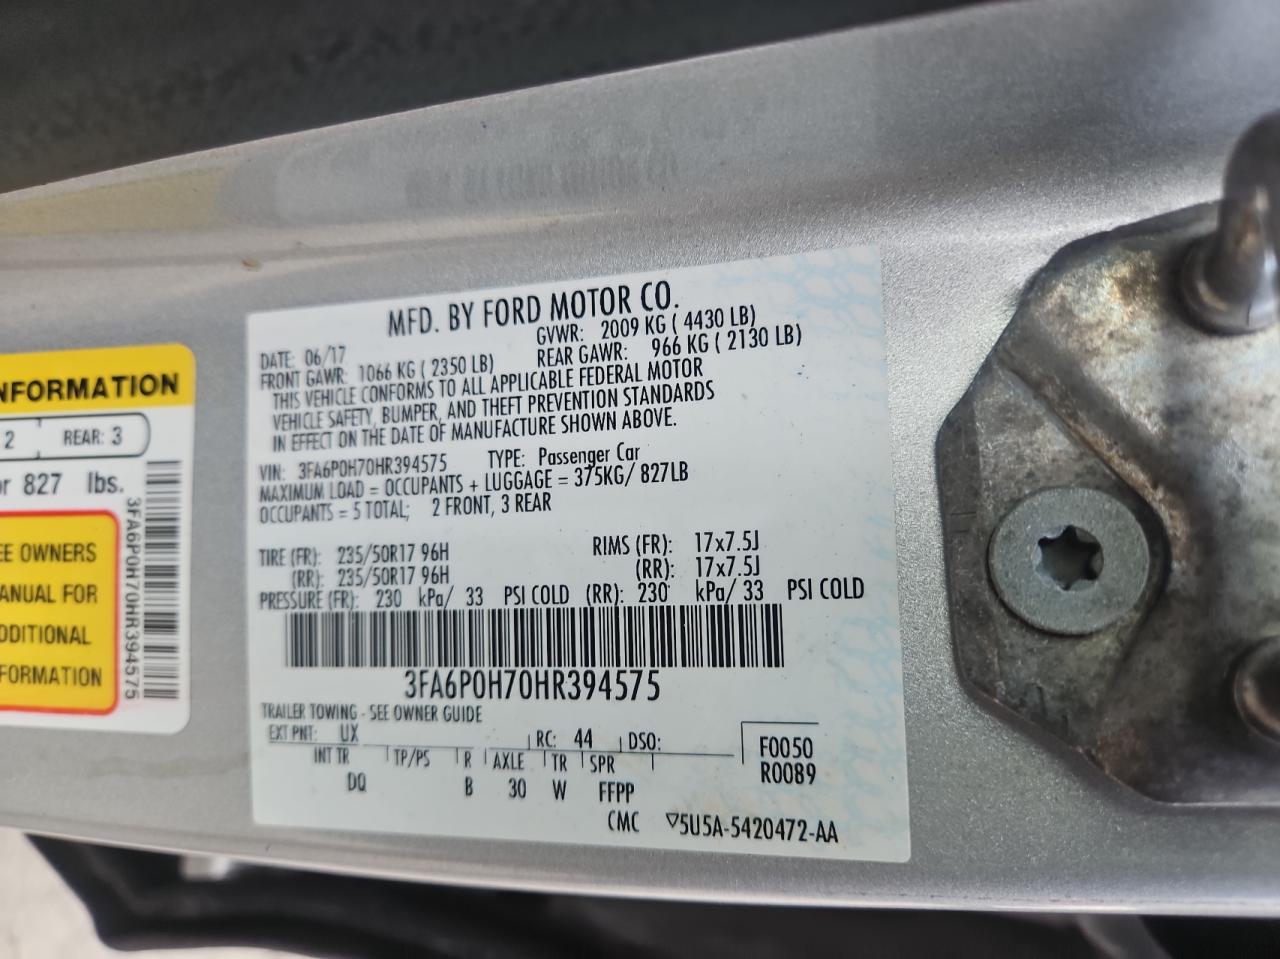 MFD. BY FORD MOTOR CO.
DATE: 06/17 GVWR: 2009 KG ( 4430 LB)
FRONT GAWR: 1066 KG ( 2350 LB) REAR GAWR: 966 KG ( 2130 LB)
THIS VEHICLE CONFORMS TO ALL APPLICABLE FEDERAL MOTOR
VEHICLE SAFETY, BUMPER, AND THEFT PREVENTION STANDARDS
IN EFFECT ON THE DATE OF MANUFACTURE SHOWN ABOVE.
VIN: 3FA6P0H70HR394575 TYPE: Passenger Car
MAXIMUM LOAD = OCCUPANTS + LUGGAGE = 375KG/ 827LB
OCCUPANTS = 5 TOTAL; 2 FRONT, 3 REAR
TIRE (FR): 235/50R17 96H RIMS (FR): 17x7.5J
(RR): 235/50R17 96H (RR): 17x7.5J
PRESSURE (FR): 230 kPa/ 33 PSI COLD (RR): 230 kPa/ 33 PSI COLD
3FA6P0H70HR394575
TRAILER TOWING - SEE OWNER GUIDE
EXT PNT: UX RC: 44 DSO:
INT TR TP/PS R AXLE TR SPR
DQ B 30 W FFPP
F0050
R0089
CMC ▽5U5A-5420472-AA
NFORMATION
2 REAR: 3
or 827 lbs.
EE OWNERS
ANUAL FOR
DDITIONAL
NFORMATION
3FA6P0H70HR394575